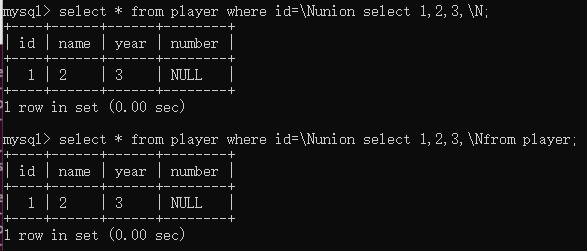 mysql> select * from player where id=\Nunion select 1,2,3,\N;
+----+------+------+--------+
| id | name | year | number |
+----+------+------+--------+
|  1 | 2    | 3    | NULL   |
+----+------+------+--------+
1 row in set (0.00 sec)
mysql> select * from player where id=\Nunion select 1,2,3,\Nfrom player;
+----+------+------+--------+
| id | name | year | number |
+----+------+------+--------+
|  1 | 2    | 3    | NULL   |
+----+------+------+--------+
1 row in set (0.00 sec)